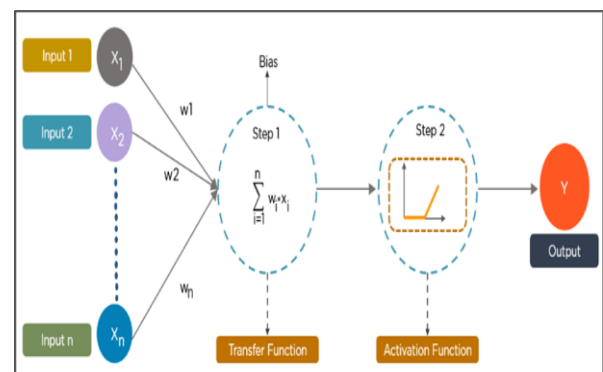 Input 1
X1
Input 2
X2
Input n
Xn
w1
w2
wn
Bias
Step 1
n
∑ wi*xi
i=1
Transfer Function
Step 2
Activation Function
Y
Output